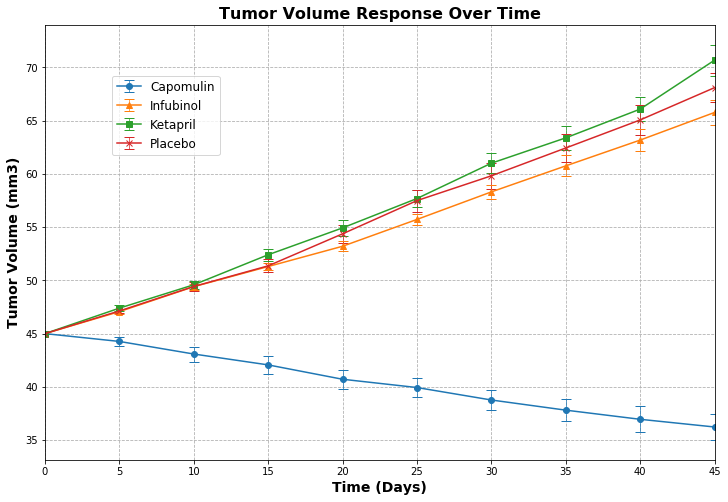 Tumor Volume Response Over Time
Capomulin
Infubinol
Ketapril
Placebo
Tumor Volume (mm3)
70
65
60
55
50
45
40
35
0 5 10 15 20 25 30 35 40 45
Time (Days)